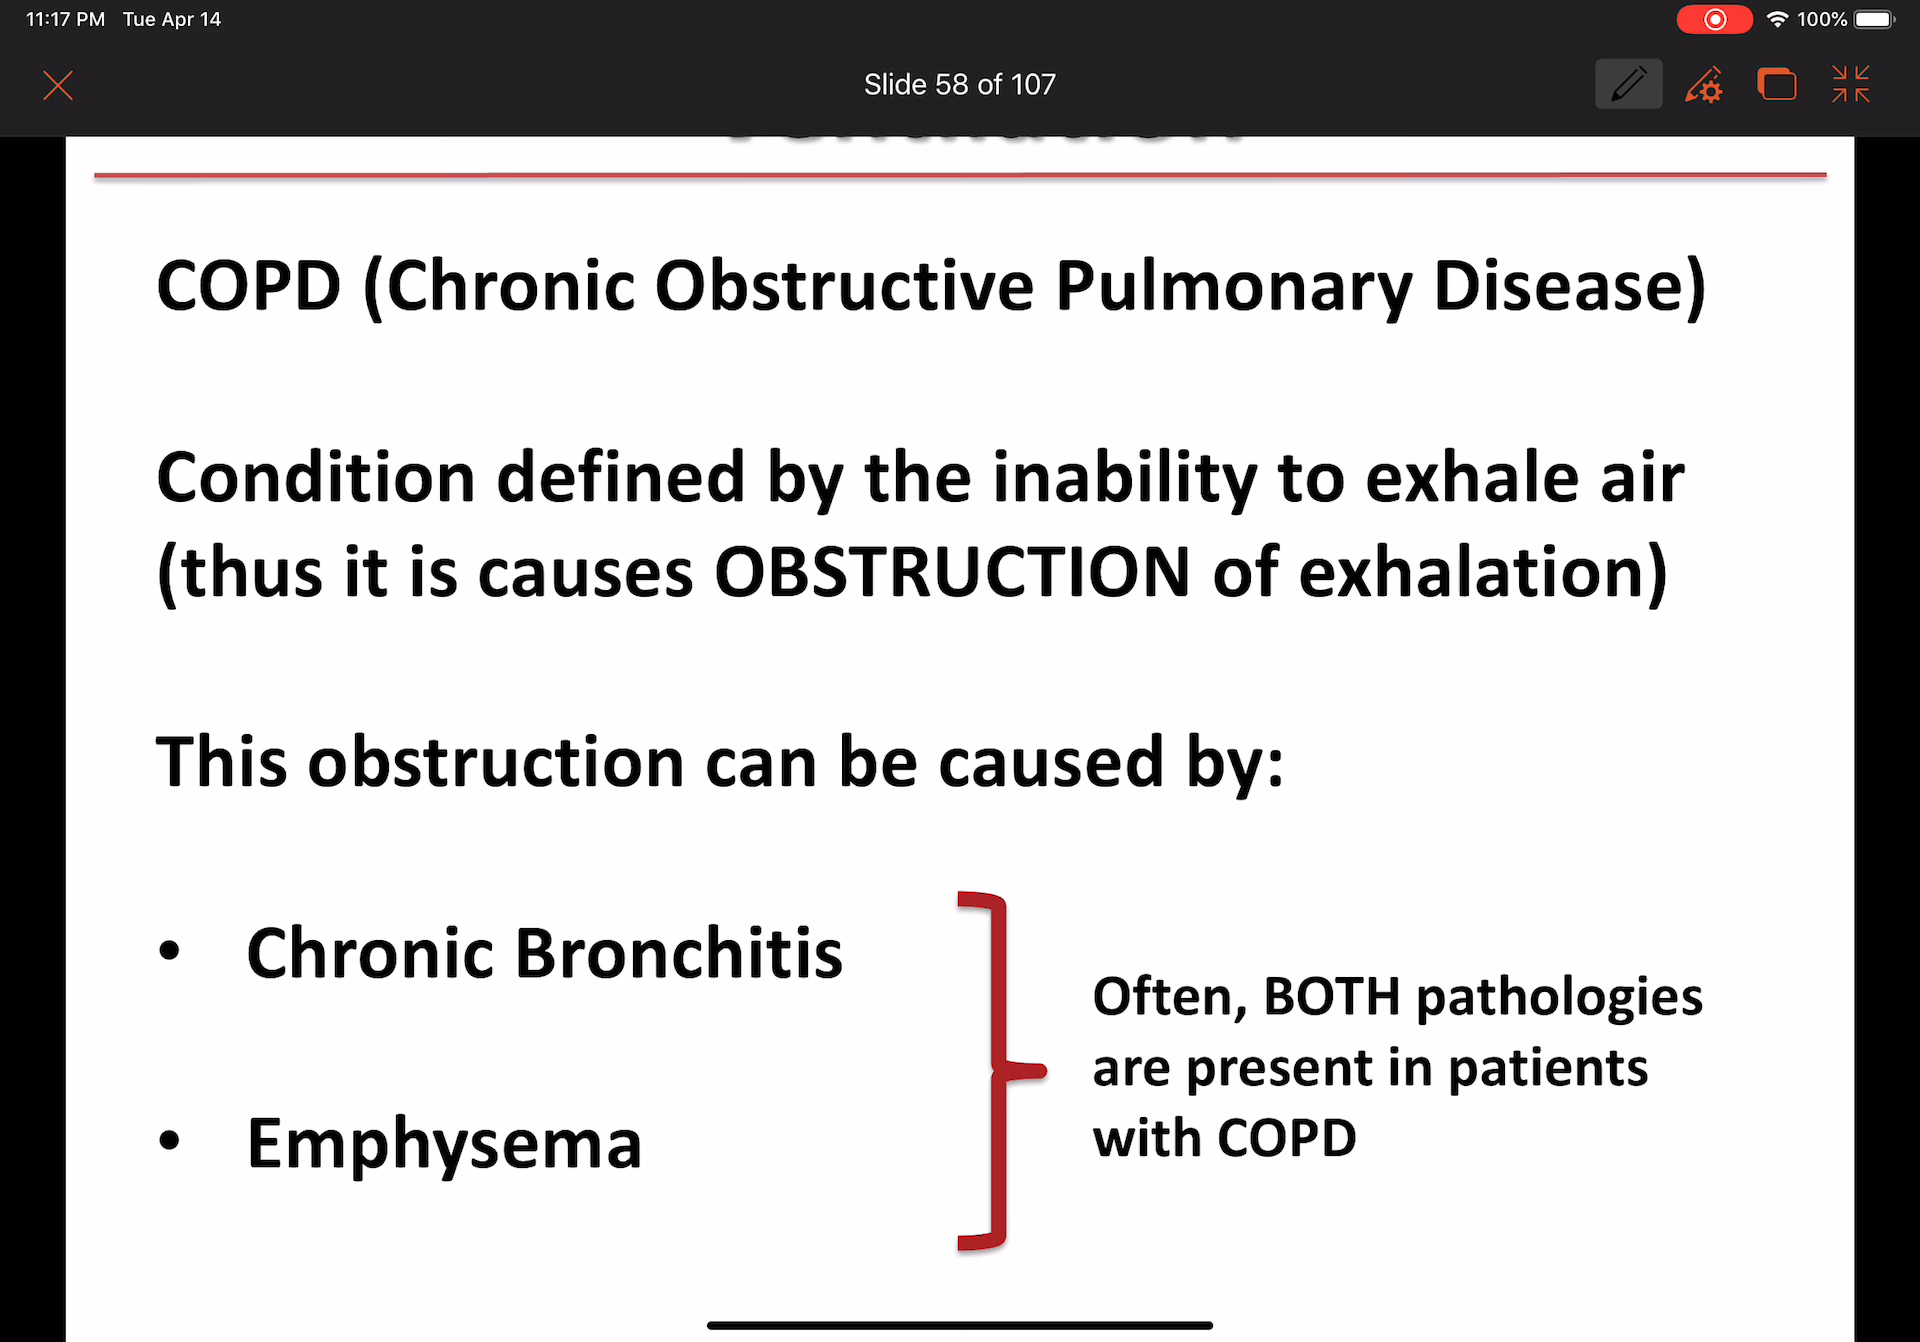 11:17 PM Tue Apr 14
100%
Slide 58 of 107
COPD (Chronic Obstructive Pulmonary Disease)
Condition defined by the inability to exhale air
(thus it is causes OBSTRUCTION of exhalation)
This obstruction can be caused by:
• Chronic Bronchitis
Often, BOTH pathologies
are present in patients
with COPD
• Emphysema